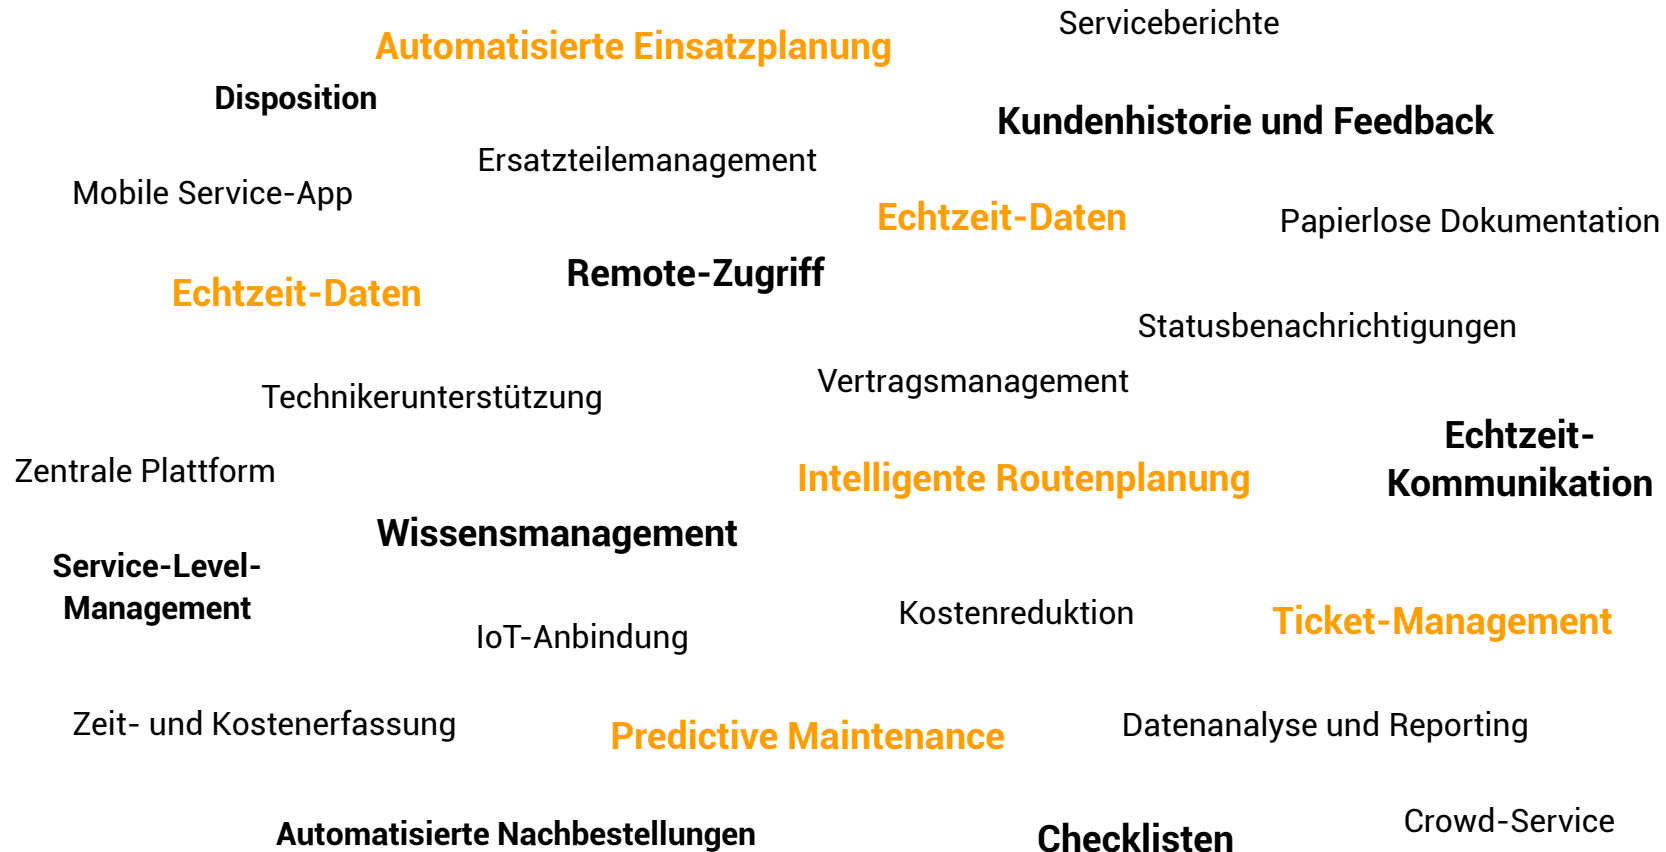 Serviceberichte
Automatisierte Einsatzplanung
Disposition
Kundenhistorie und Feedback
Ersatzteilemanagement
Mobile Service-App
Echtzeit-Daten
Papierlose Dokumentation
Remote-Zugriff
Echtzeit-Daten
Statusbenachrichtigungen
Vertragsmanagement
Technikerunterstützung
Echtzeit-
Kommunikation
Zentrale Plattform
Intelligente Routenplanung
Wissensmanagement
Service-Level-
Management
Kostenreduktion
Ticket-Management
IoT-Anbindung
Zeit- und Kostenerfassung
Predictive Maintenance
Datenanalyse und Reporting
Crowd-Service
Automatisierte Nachbestellungen
Checklisten